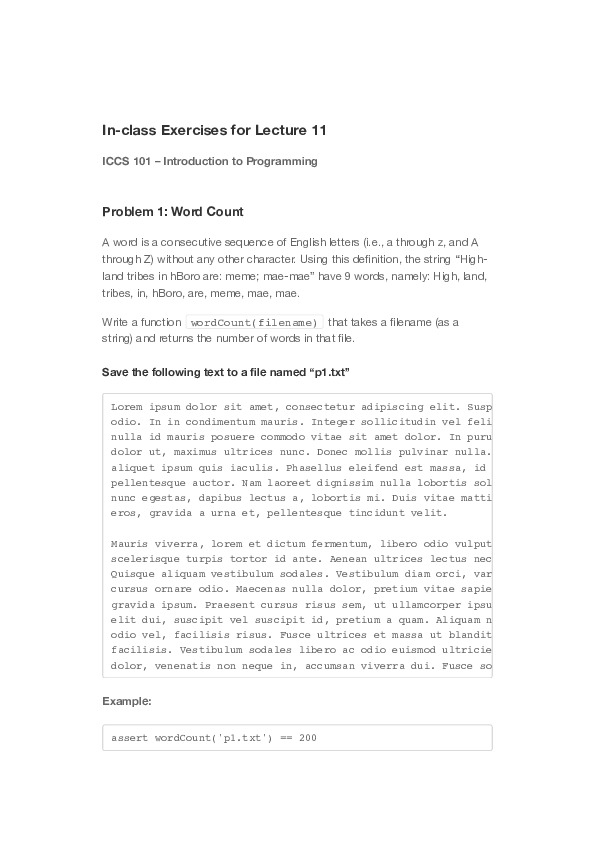 In-class Exercises for Lecture 11
ICCS 101 – Introduction to Programming
Problem 1: Word Count
A word is a consecutive sequence of English letters (i.e., a through z, and A
through Z) without any other character. Using this definition, the string “High-
land tribes in hBoro are: meme; mae-mae” have 9 words, namely: High, land,
tribes, in, hBoro, are, meme, mae, mae.
Write a function wordCount(filename) that takes a filename (as a
string) and returns the number of words in that file.
Save the following text to a file named “p1.txt”
Lorem ipsum dolor sit amet, consectetur adipiscing elit. Susp
odio. In in condimentum mauris. Integer sollicitudin vel feli
nulla id mauris posuere commodo vitae sit amet dolor. In puru
dolor ut, maximus ultrices nunc. Donec mollis pulvinar nulla.
aliquet ipsum quis iaculis. Phasellus eleifend est massa, id
pellentesque auctor. Nam laoreet dignissim nulla lobortis sol
nunc egestas, dapibus lectus a, lobortis mi. Duis vitae matti
eros, gravida a urna et, pellentesque tincidunt velit.
Mauris viverra, lorem et dictum fermentum, libero odio vulput
scelerisque turpis tortor id ante. Aenean ultrices lectus nec
Quisque aliquam vestibulum sodales. Vestibulum diam orci, var
cursus ornare odio. Maecenas nulla dolor, pretium vitae sapie
gravida ipsum. Praesent cursus risus sem, ut ullamcorper ipsu
elit dui, suscipit vel suscipit id, pretium a quam. Aliquam n
odio vel, facilisis risus. Fusce ultrices et massa ut blandit
facilisis. Vestibulum sodales libero ac odio euismod ultricie
dolor, venenatis non neque in, accumsan viverra dui. Fusce so
Example:
assert wordCount('p1.txt') == 200